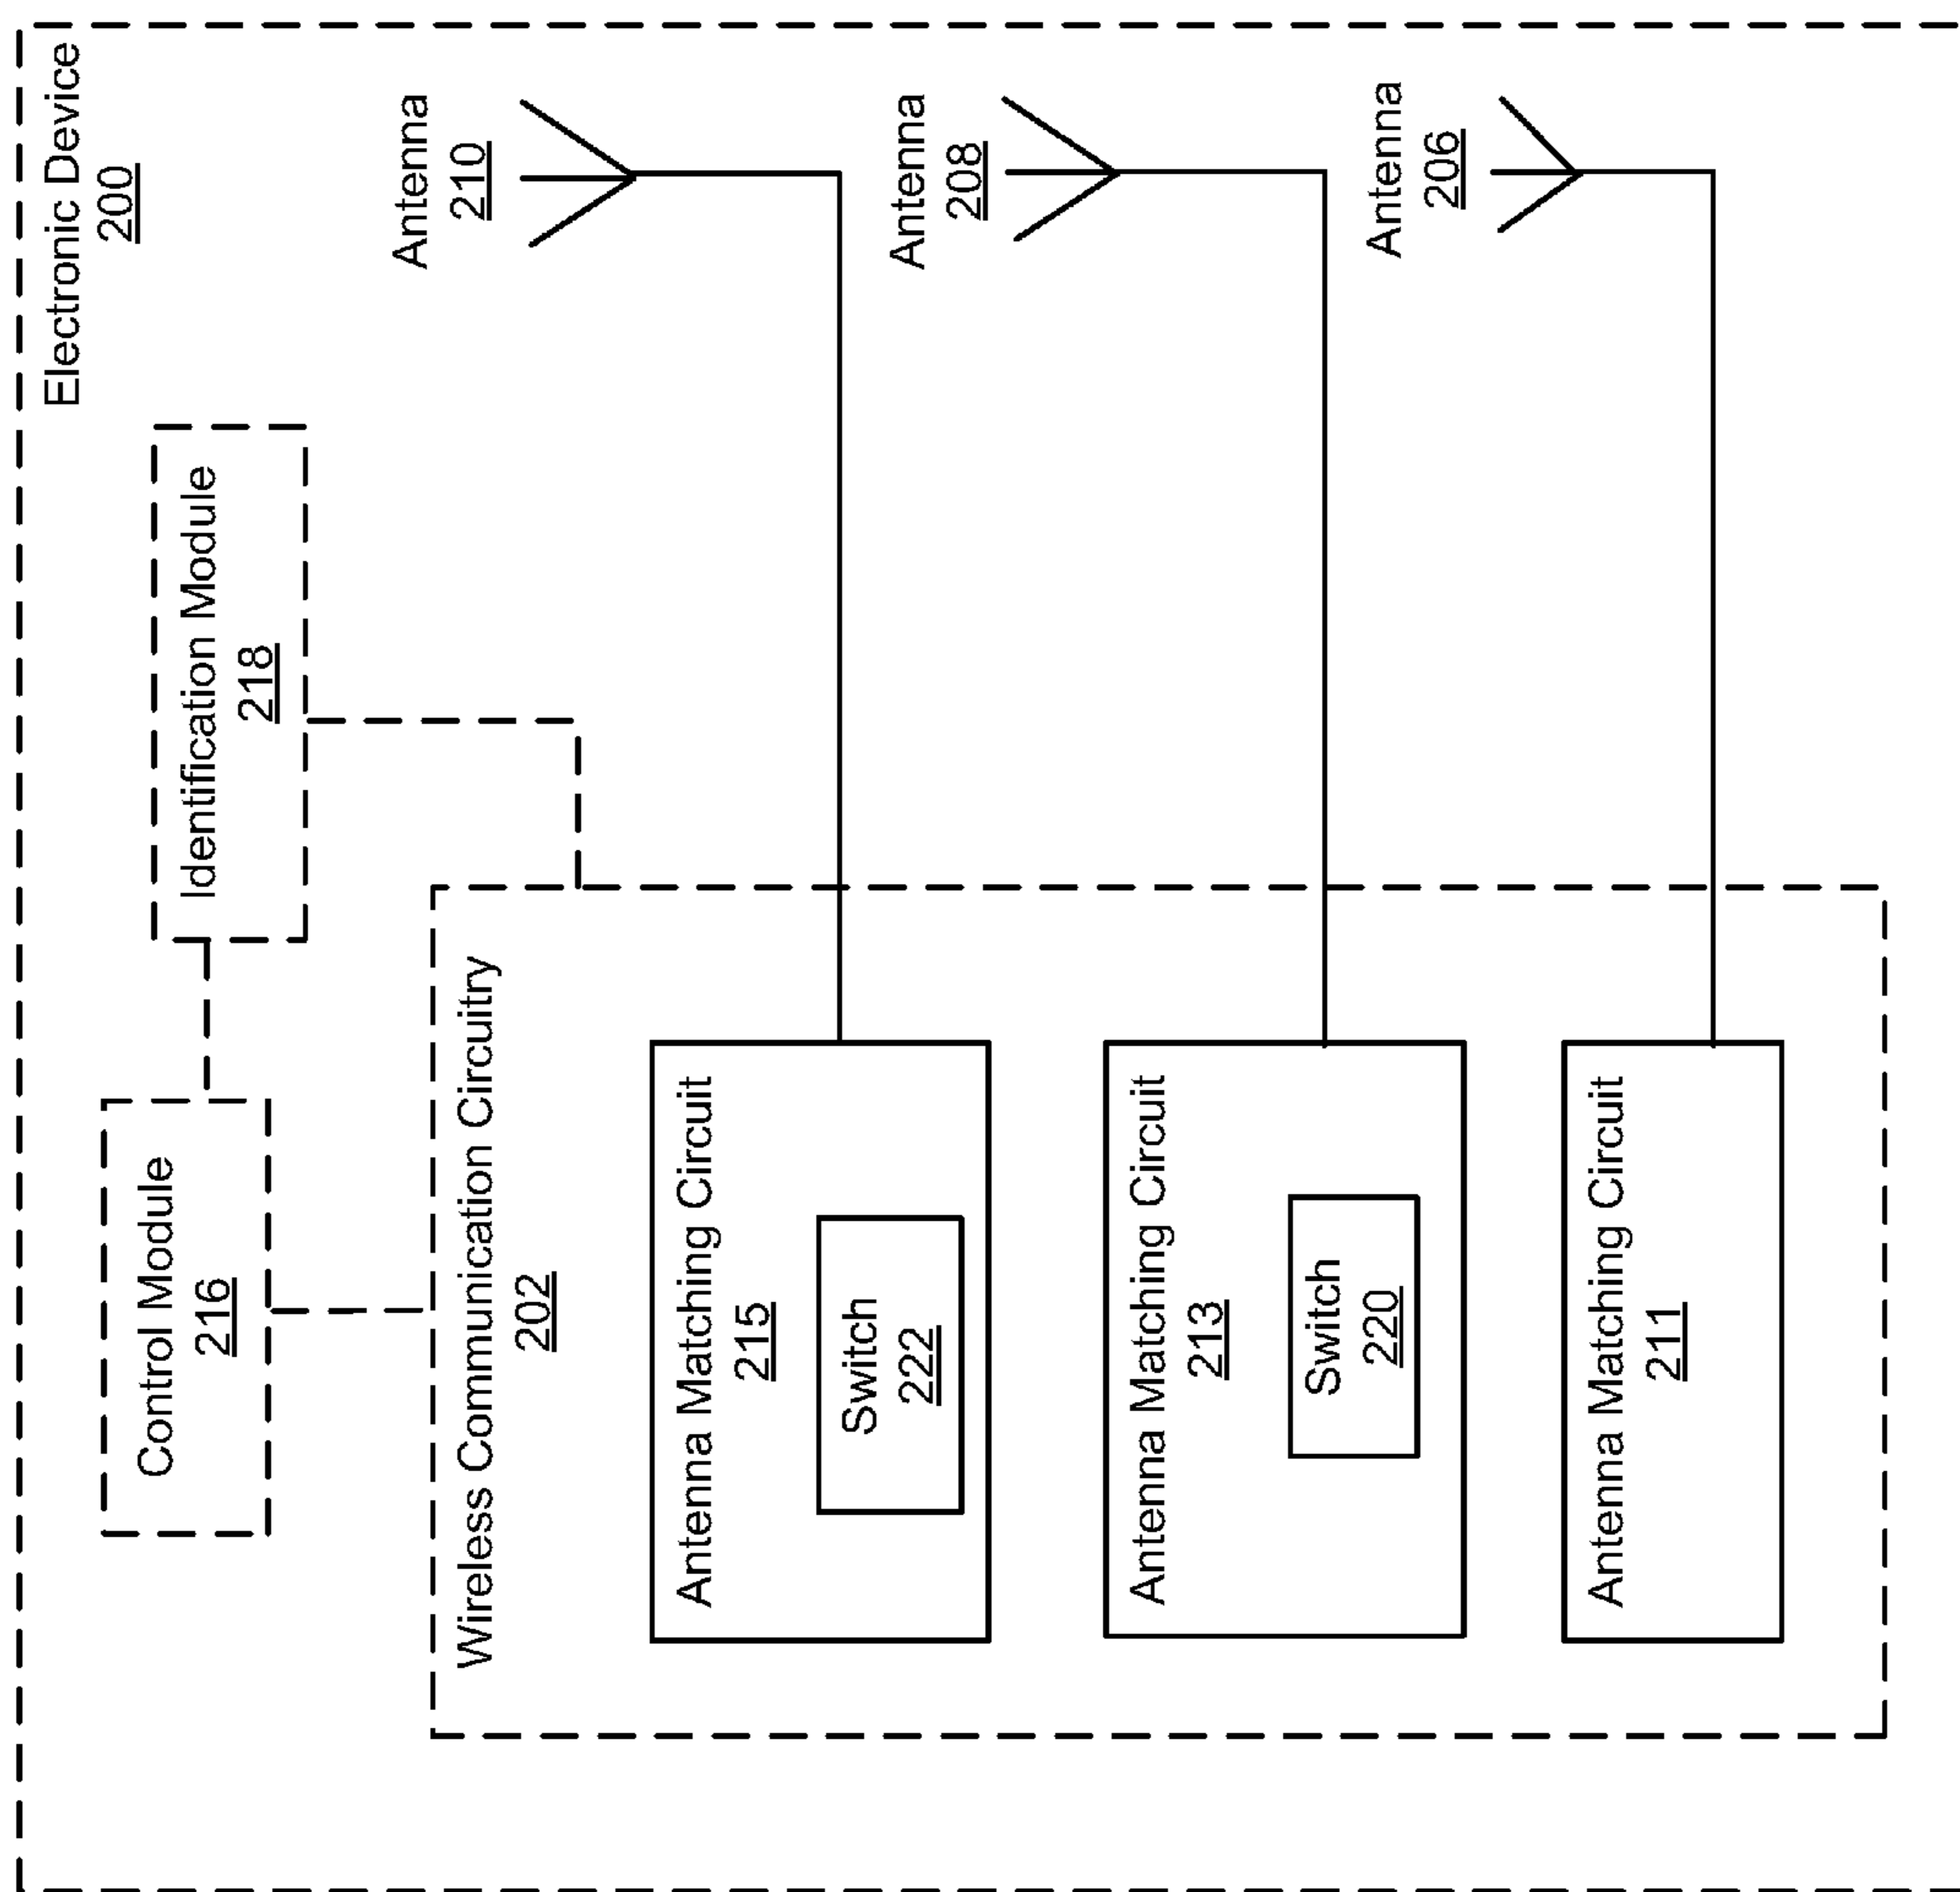 Electronic Device
200
Control Module
216
Identification Module
218
Wireless Communication Circuitry
202
Antenna Matching Circuit
215
Switch
222
Antenna
210
Antenna Matching Circuit
213
Switch
220
Antenna
208
Antenna Matching Circuit
211
Antenna
206